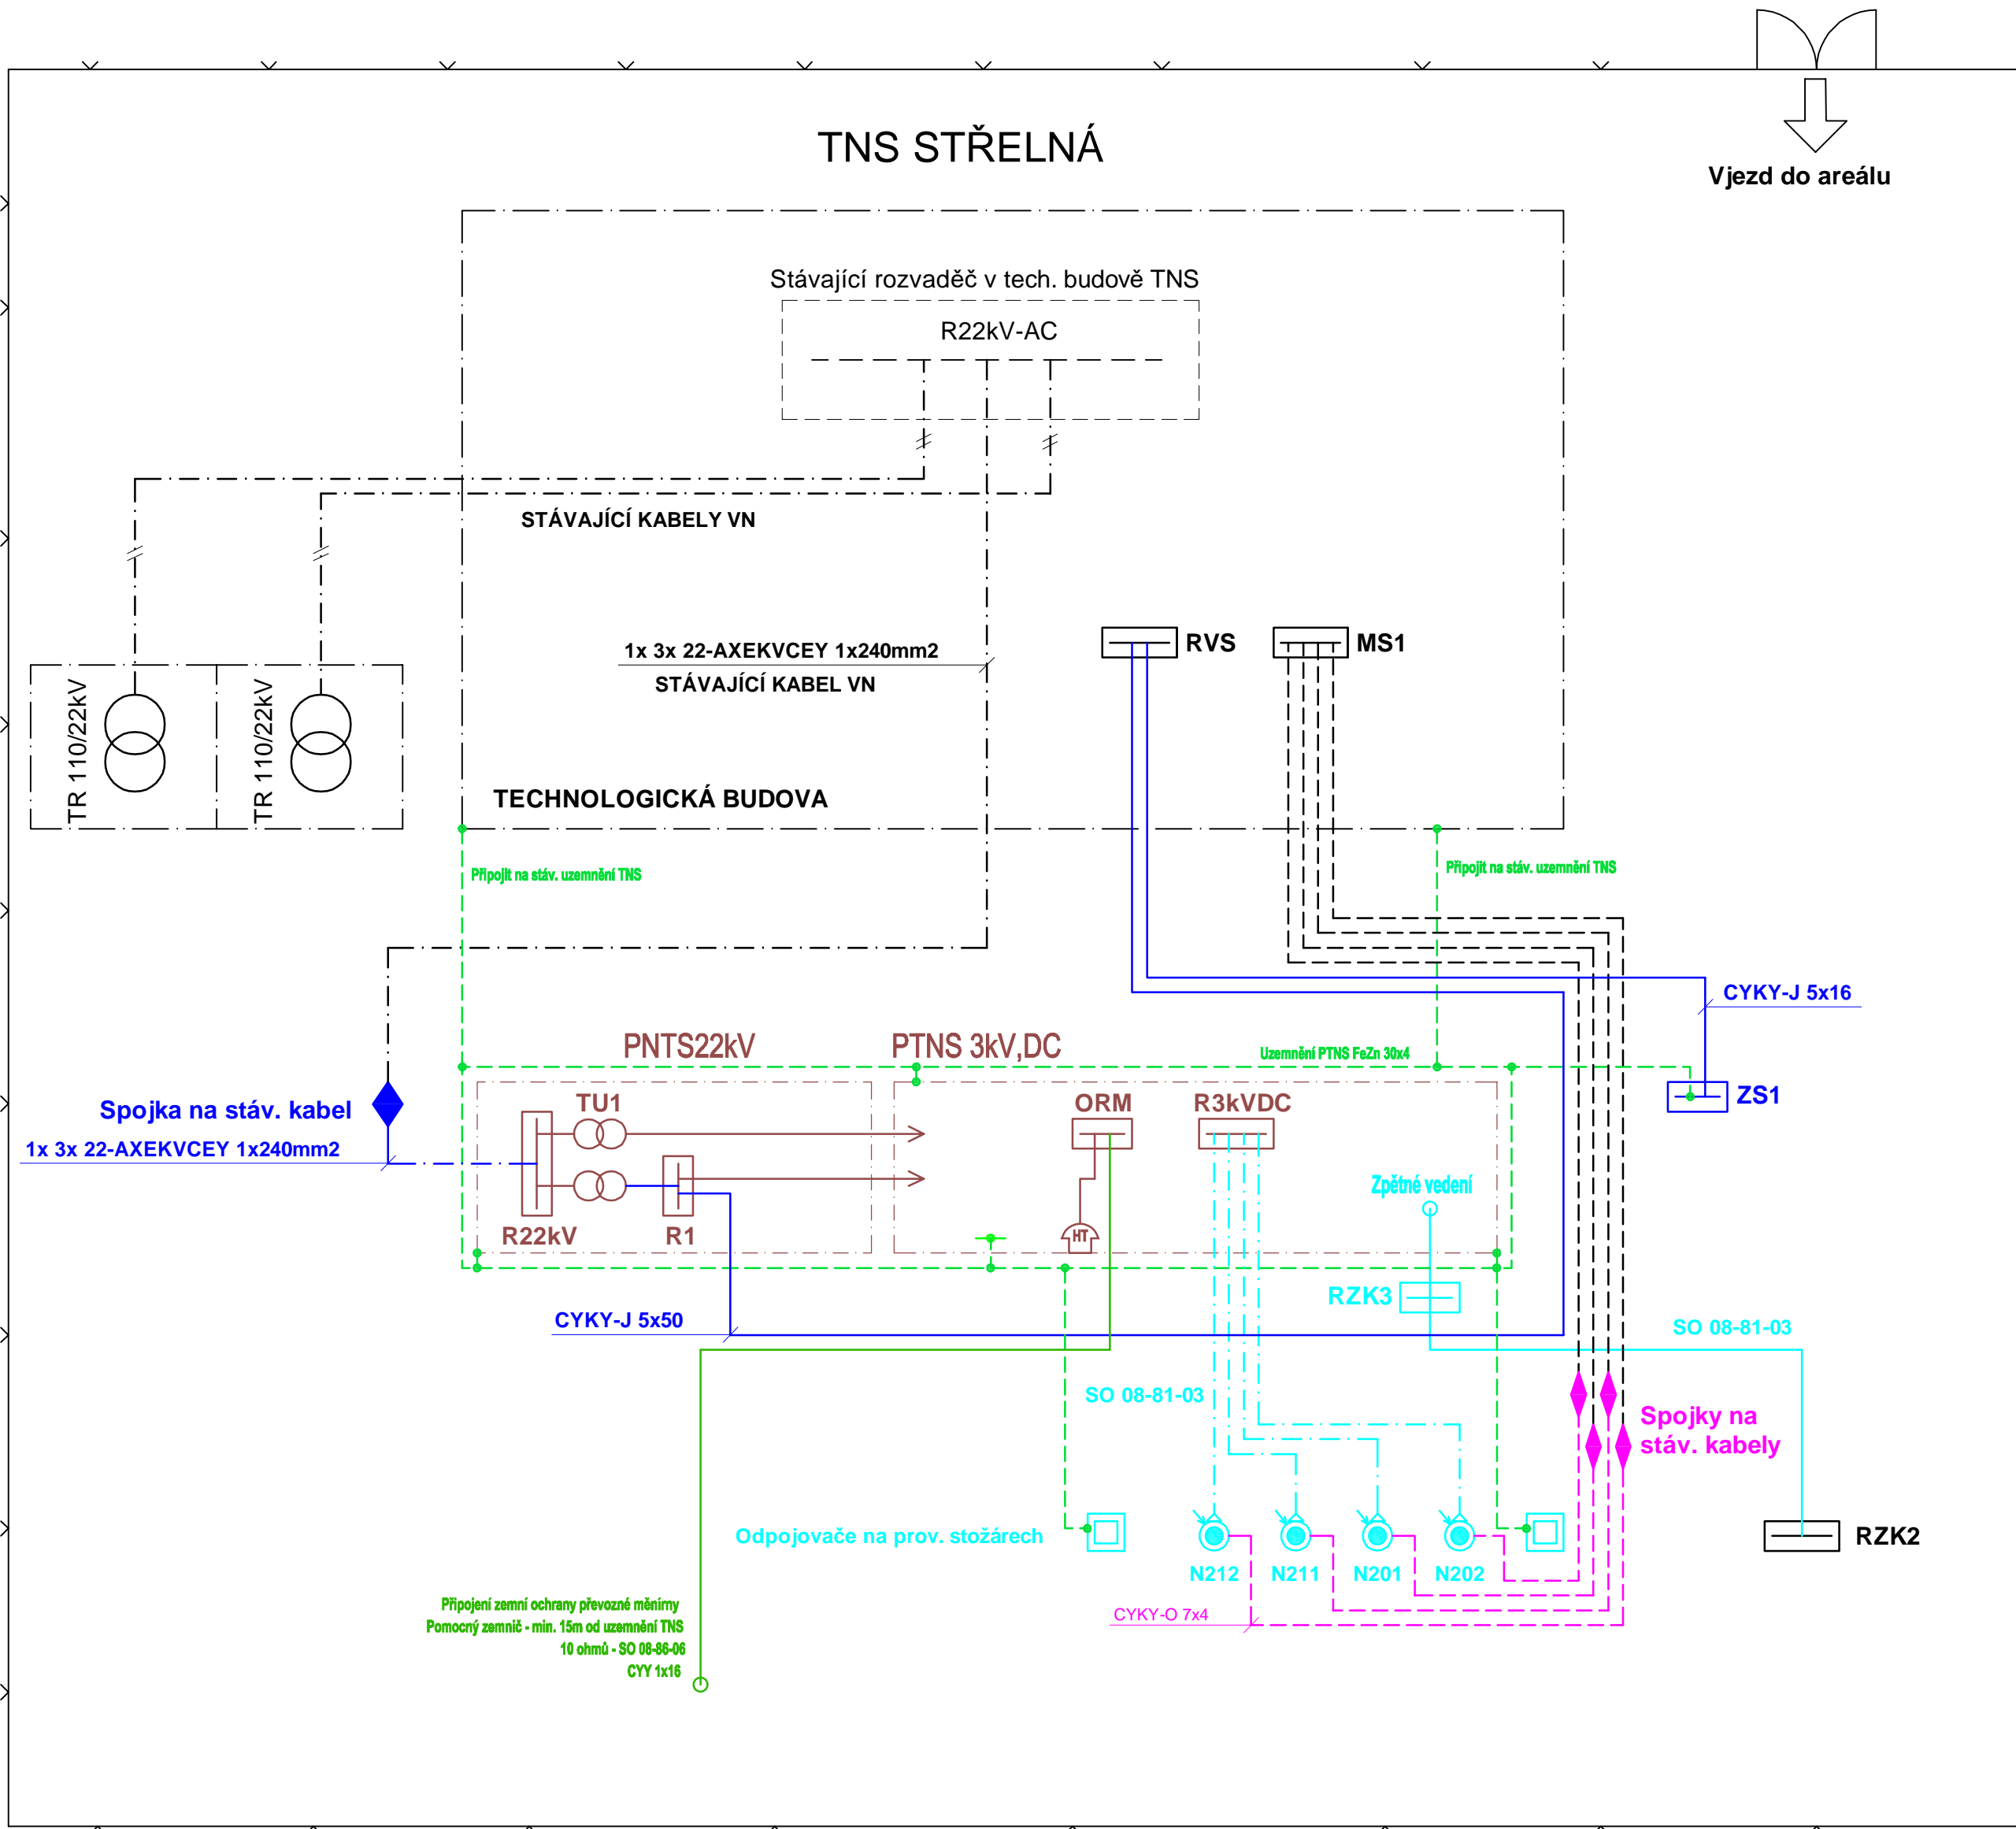 TNS STŘELNÁ
Vjezd do areálu
Stávající rozvaděč v tech. budově TNS
R22kV-AC
STÁVAJÍCÍ KABELY VN
1x 3x 22-AXEKVCEY 1x240mm2
STÁVAJÍCÍ KABEL VN
RVS
MS1
TR 110/22kV
TR 110/22kV
TECHNOLOGICKÁ BUDOVA
Připojit na stáv. uzemnění TNS
Připojit na stáv. uzemnění TNS
CYKY-J 5x16
PNTS22kV
PTNS 3kV,DC
Uzemnění PTNS FeZn 30x4
Spojka na stáv. kabel
TU1
ORM
R3kVDC
ZS1
1x 3x 22-AXEKVCEY 1x240mm2
Zpětné vedení
R22kV
R1
HT
RZK3
CYKY-J 5x50
SO 08-81-03
SO 08-81-03
Spojky na
stáv. kabely
Odpojovače na prov. stožárech
RZK2
N212
N211
N201
N202
CYKY-O 7x4
Připojení zemní ochrany převozné měnírny
Pomocný zemnič - min. 15m od uzemnění TNS
10 ohmů - SO 08-86-06
CYY 1x16